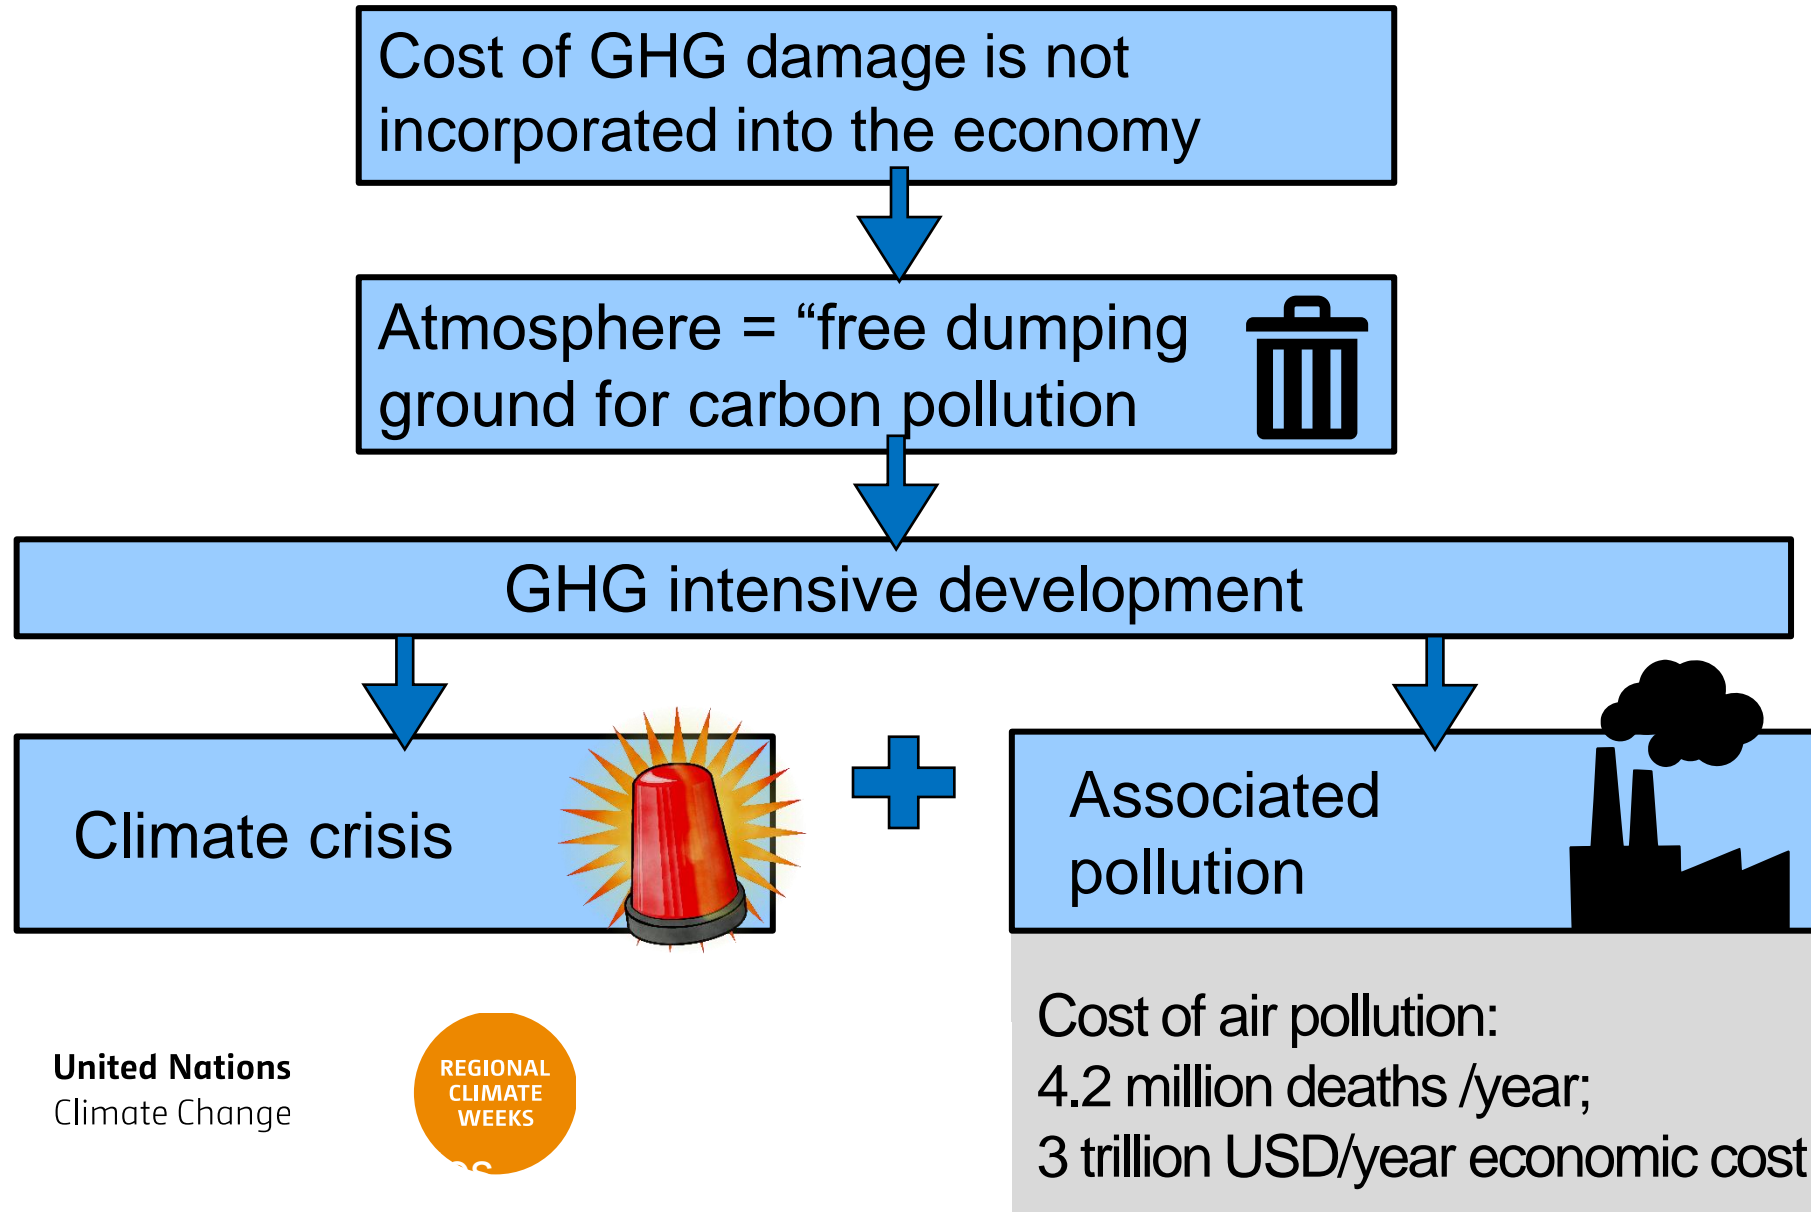 Cost of GHG damage is not
incorporated into the economy
Atmosphere = “free dumping
ground for carbon pollution
GHG intensive development
Climate crisis
Associated
pollution
Cost of air pollution:
4.2 million deaths /year;
3 trillion USD/year economic cost
United Nations
Climate Change
REGIONAL
CLIMATE
WEEKS